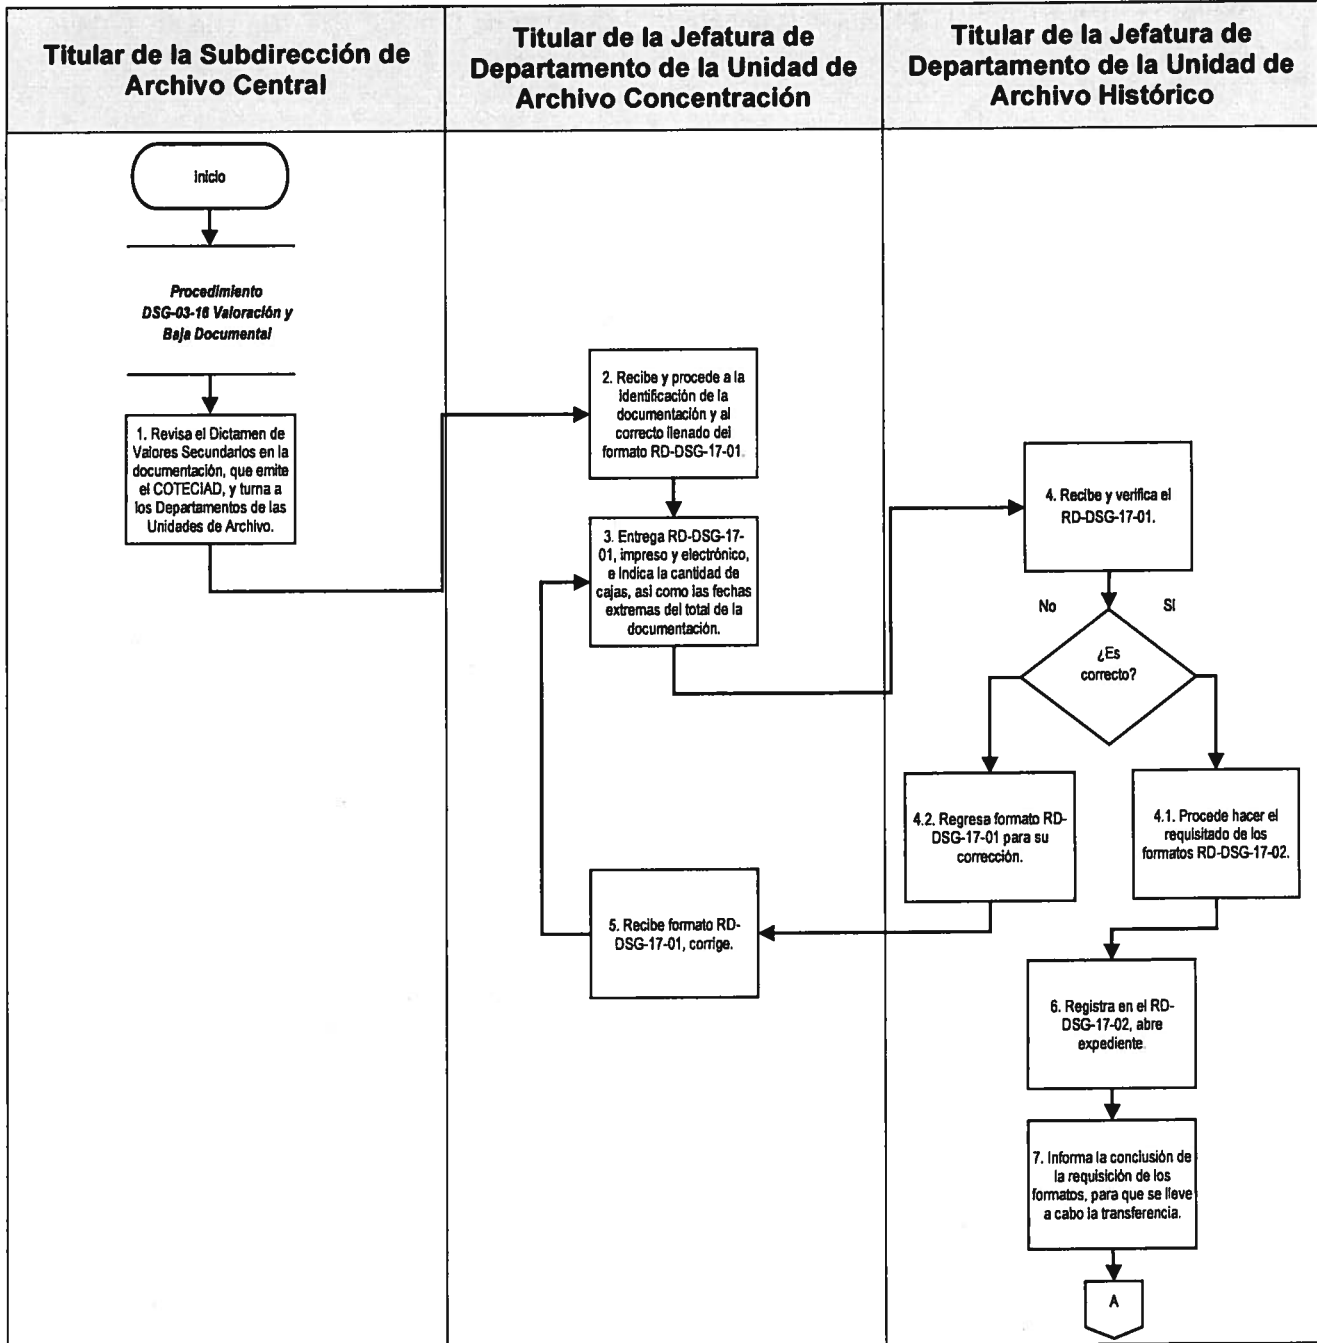 Titular de la Subdirección de
Archivo Central
Titular de la Jefatura de
Departamento de la Unidad de
Archivo Concentración
Titular de la Jefatura de
Departamento de la Unidad de
Archivo Histórico
Inicio
Procedimiento
DSG-03-16 Valoración y
Baja Documental
1. Revisa el Dictamen de
Valores Secundarios en la
documentación, que emite
el COTECIAD, y turna a
los Departamentos de las
Unidades de Archivo.
2. Recibe y procede a la
identificación de la
documentación y al
correcto llenado del
formato RD-DSG-17-01.
3. Entrega RD-DSG-17-
01, impreso y electrónico,
e indica la cantidad de
cajas, así como las fechas
extremas del total de la
documentación.
4. Recibe y verifica el
RD-DSG-17-01.
No
Sí
¿Es
correcto?
4.2. Regresa formato RD-
DSG-17-01 para su
corrección.
4.1. Procede hacer el
requisitado de los
formatos RD-DSG-17-02.
5. Recibe formato RD-
DSG-17-01, corrige.
6. Registra en el RD-
DSG-17-02, abre
expediente.
7. Informa la conclusión de
la requisición de los
formatos, para que se lleve
a cabo la transferencia.
A